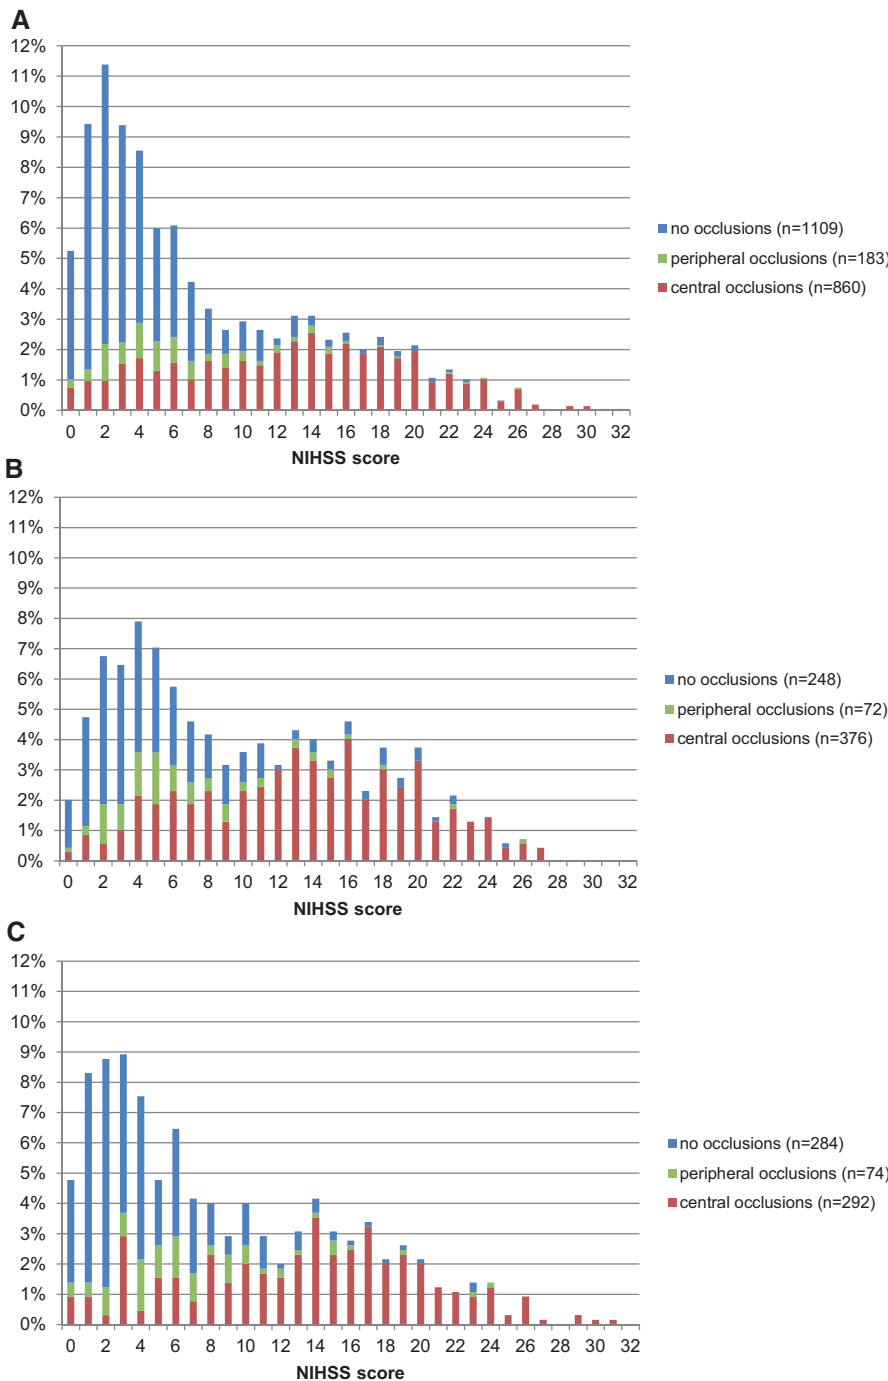 A
12%
11%
10%
9%
8%
7%
6%
5%
4%
3%
2%
1%
0%
0 2 4 6 8 10 12 14 16 18 20 22 24 26 28 30 32
NIHSS score
no occlusions (n=1109)
peripheral occlusions (n=183)
central occlusions (n=860)
B
12%
11%
10%
9%
8%
7%
6%
5%
4%
3%
2%
1%
0%
0 2 4 6 8 10 12 14 16 18 20 22 24 26 28 30 32
NIHSS score
no occlusions (n=248)
peripheral occlusions (n=72)
central occlusions (n=376)
C
12%
11%
10%
9%
8%
7%
6%
5%
4%
3%
2%
1%
0%
0 2 4 6 8 10 12 14 16 18 20 22 24 26 28 30 32
NIHSS score
no occlusions (n=284)
peripheral occlusions (n=74)
central occlusions (n=292)